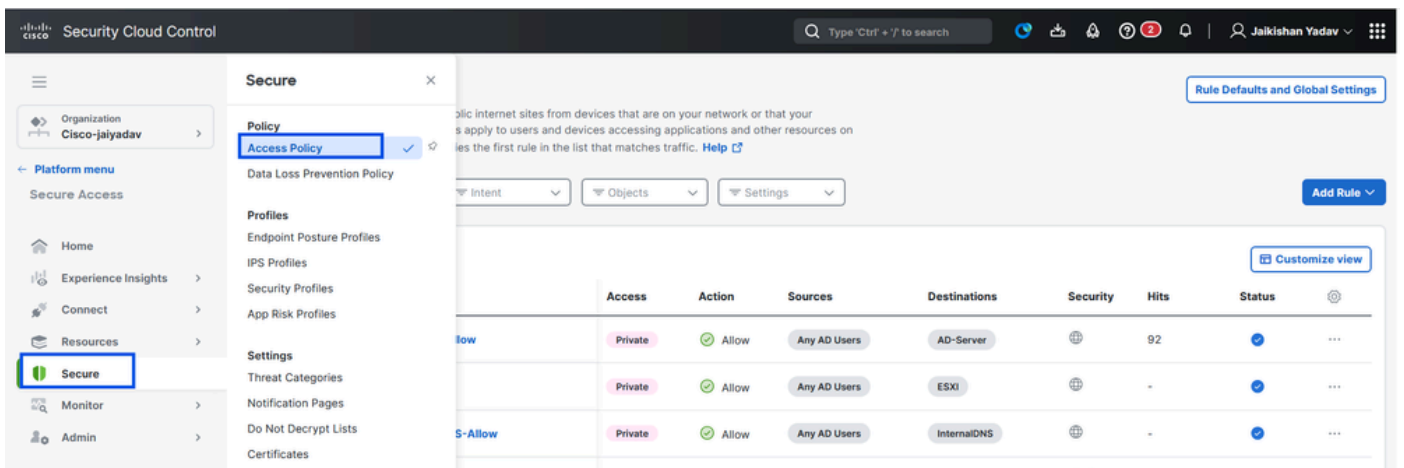 cisco Security Cloud Control
Type 'Ctrl' + '/' to search
2
Jaikishan Yadav
Organization
Cisco-jaiyadav
← Platform menu
Secure Access
Home
Experience Insights
Connect
Resources
Secure
Monitor
Admin
Secure
Policy
Access Policy
Data Loss Prevention Policy
Profiles
Endpoint Posture Profiles
IPS Profiles
Security Profiles
App Risk Profiles
Settings
Threat Categories
Notification Pages
Do Not Decrypt Lists
Certificates
Rule Defaults and Global Settings
internet sites from devices that are on your network or that your
apply to users and devices accessing applications and other resources on
the first rule in the list that matches traffic. Help
Intent Objects Settings
Add Rule
Customize view
Access Action Sources Destinations Security Hits Status
Private Allow Any AD Users AD-Server 92
Private Allow Any AD Users ESXI -
S-Allow Private Allow Any AD Users InternalDNS -